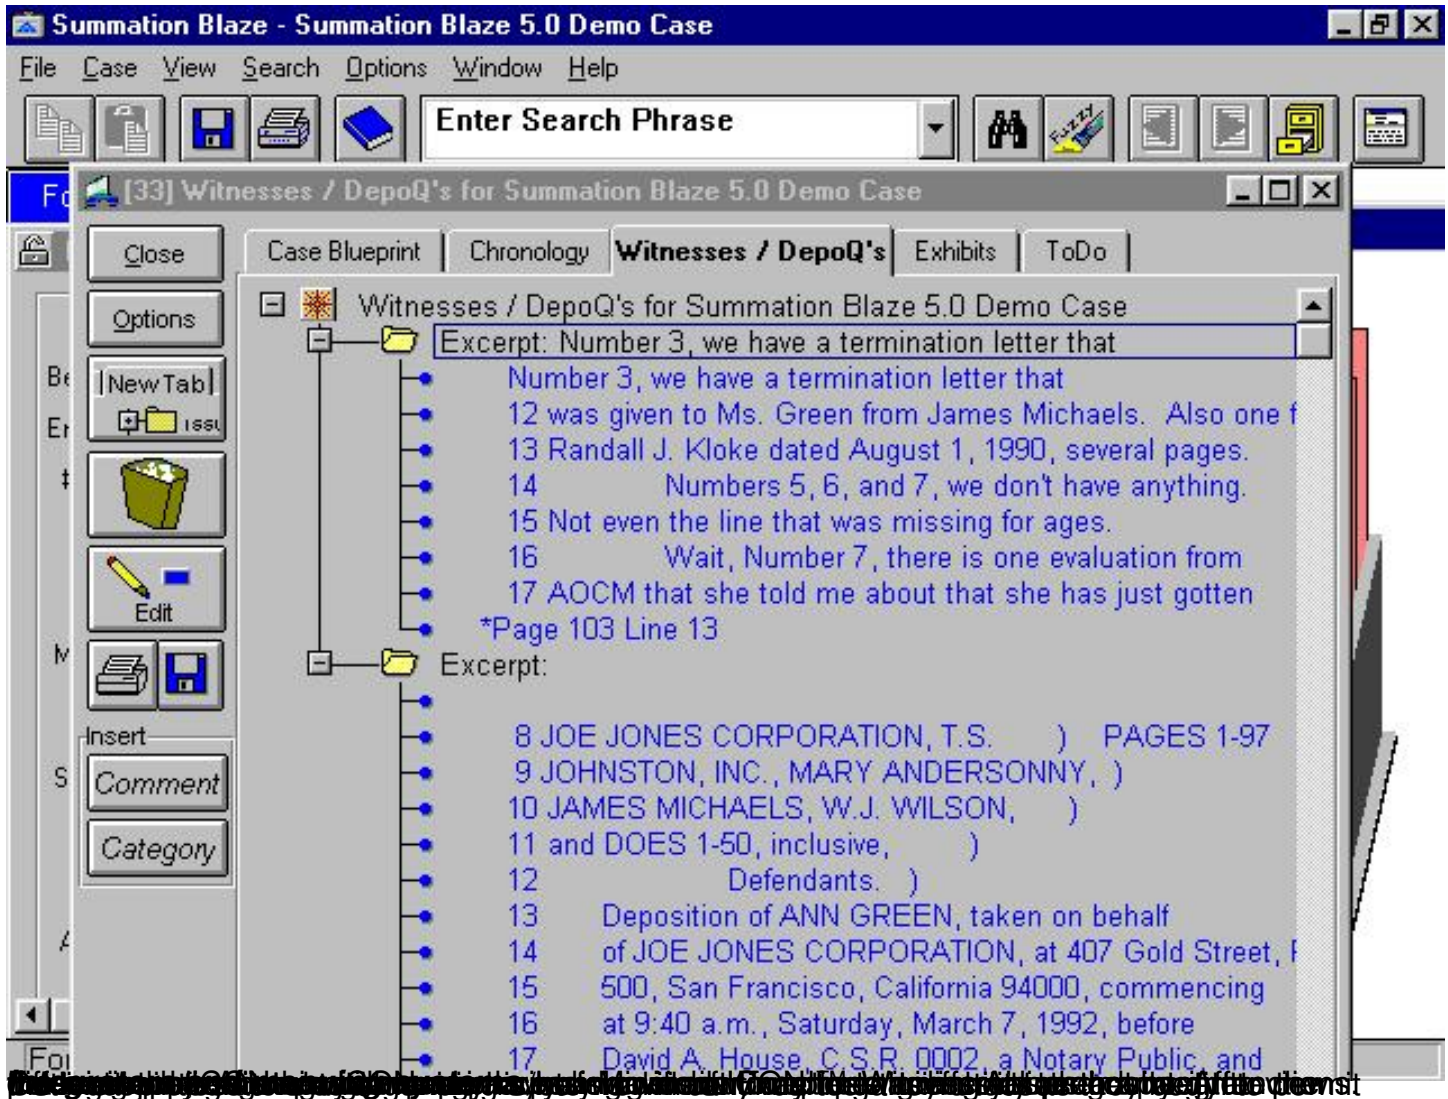 Summation Blaze - Summation Blaze 5.0 Demo Case
File Case View Search Options Window Help
Enter Search Phrase
Fuzzy
[33] Witnesses / DepoQ's for Summation Blaze 5.0 Demo Case
Close
Case Blueprint Chronology Witnesses / DepoQ's Exhibits ToDo
Options
New Tab
Edit
Insert
Comment
Category
Witnesses / DepoQ's for Summation Blaze 5.0 Demo Case
Excerpt: Number 3, we have a termination letter that
Number 3, we have a termination letter that
12 was given to Ms. Green from James Michaels. Also one f
13 Randall J. Kloke dated August 1, 1990, several pages.
14 Numbers 5, 6, and 7, we don't have anything.
15 Not even the line that was missing for ages.
16 Wait, Number 7, there is one evaluation from
17 AOCM that she told me about that she has just gotten
*Page 103 Line 13
Excerpt:
8 JOE JONES CORPORATION, T.S. ) PAGES 1-97
9 JOHNSTON, INC., MARY ANDERSONNY, )
10 JAMES MICHAELS, W.J. WILSON, )
11 and DOES 1-50, inclusive, )
12 Defendants. )
13 Deposition of ANN GREEN, taken on behalf
14 of JOE JONES CORPORATION, at 407 Gold Street,
15 500, San Francisco, California 94000, commencing
16 at 9:40 a.m., Saturday, March 7, 1992, before
17 David A. House, C.S.R. 0002, a Notary Public, and